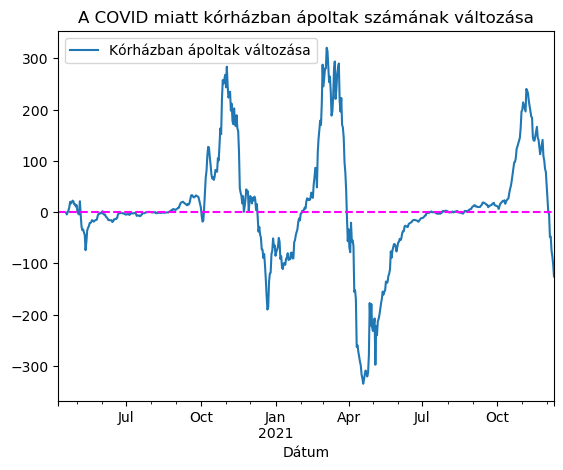 A COVID miatt kórházban ápoltak számának változása
Kórházban ápoltak változása
300
200
100
0
−100
−200
−300
Jul Oct Jan Apr Jul Oct
2021
Dátum